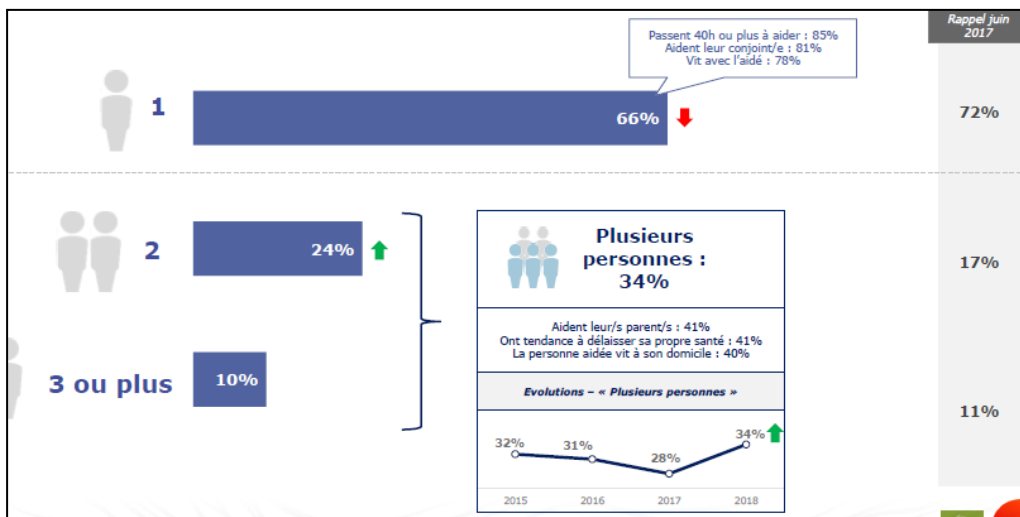 Rappel juin
2017
Passent 40h ou plus à aider : 85%
Aident leur conjoint/e : 81%
Vit avec l'aidé : 78%
1
66%
72%
2
24%
17%
3 ou plus
10%
11%
Plusieurs
personnes :
34%
Aident leur/s parent/s : 41%
Ont tendance à délaisser sa propre santé : 41%
La personne aidée vit à son domicile : 40%
Evolutions – « Plusieurs personnes »
32%
31%
28%
34%
2015
2016
2017
2018